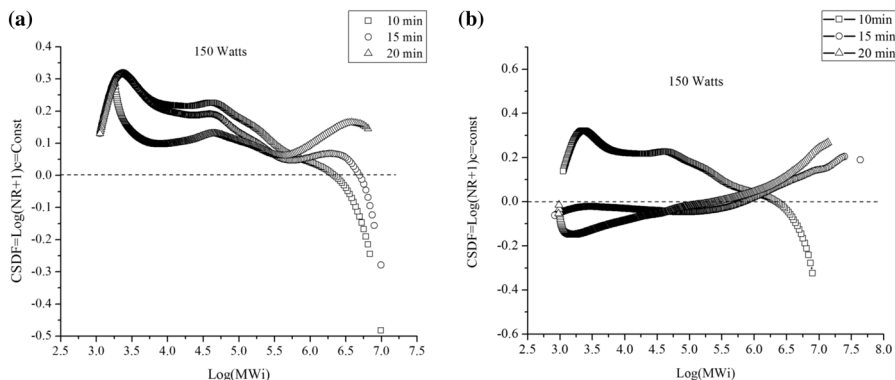 (a)
10 min
15 min
20 min
150 Watts
CSDF=Log(NR+1)c=Const
0.4
0.3
0.2
0.1
0.0
-0.1
-0.2
-0.3
-0.4
-0.5
2.5 3.0 3.5 4.0 4.5 5.0 5.5 6.0 6.5 7.0 7.5
Log(MWi)
(b)
10min
15 min
20 min
150 Watts
CSDF=Log(NR+1)c=const
0.6
0.4
0.2
0.0
-0.2
-0.4
-0.6
2.5 3.0 3.5 4.0 4.5 5.0 5.5 6.0 6.5 7.0 7.5 8.0
Log(MWi)